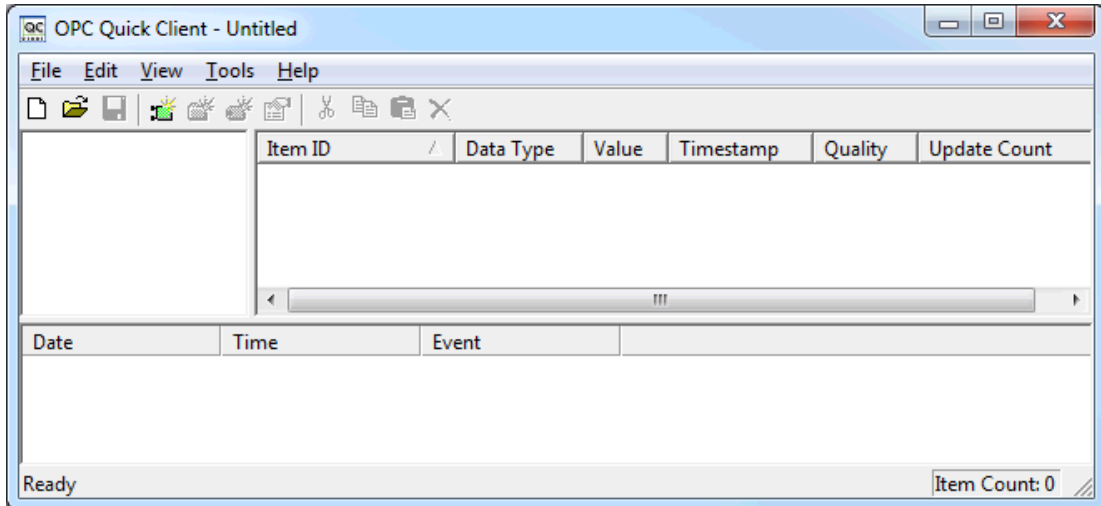 OPC Quick Client - Untitled
File Edit View Tools Help
Item ID Data Type Value Timestamp Quality Update Count
Date Time Event
Ready Item Count: 0